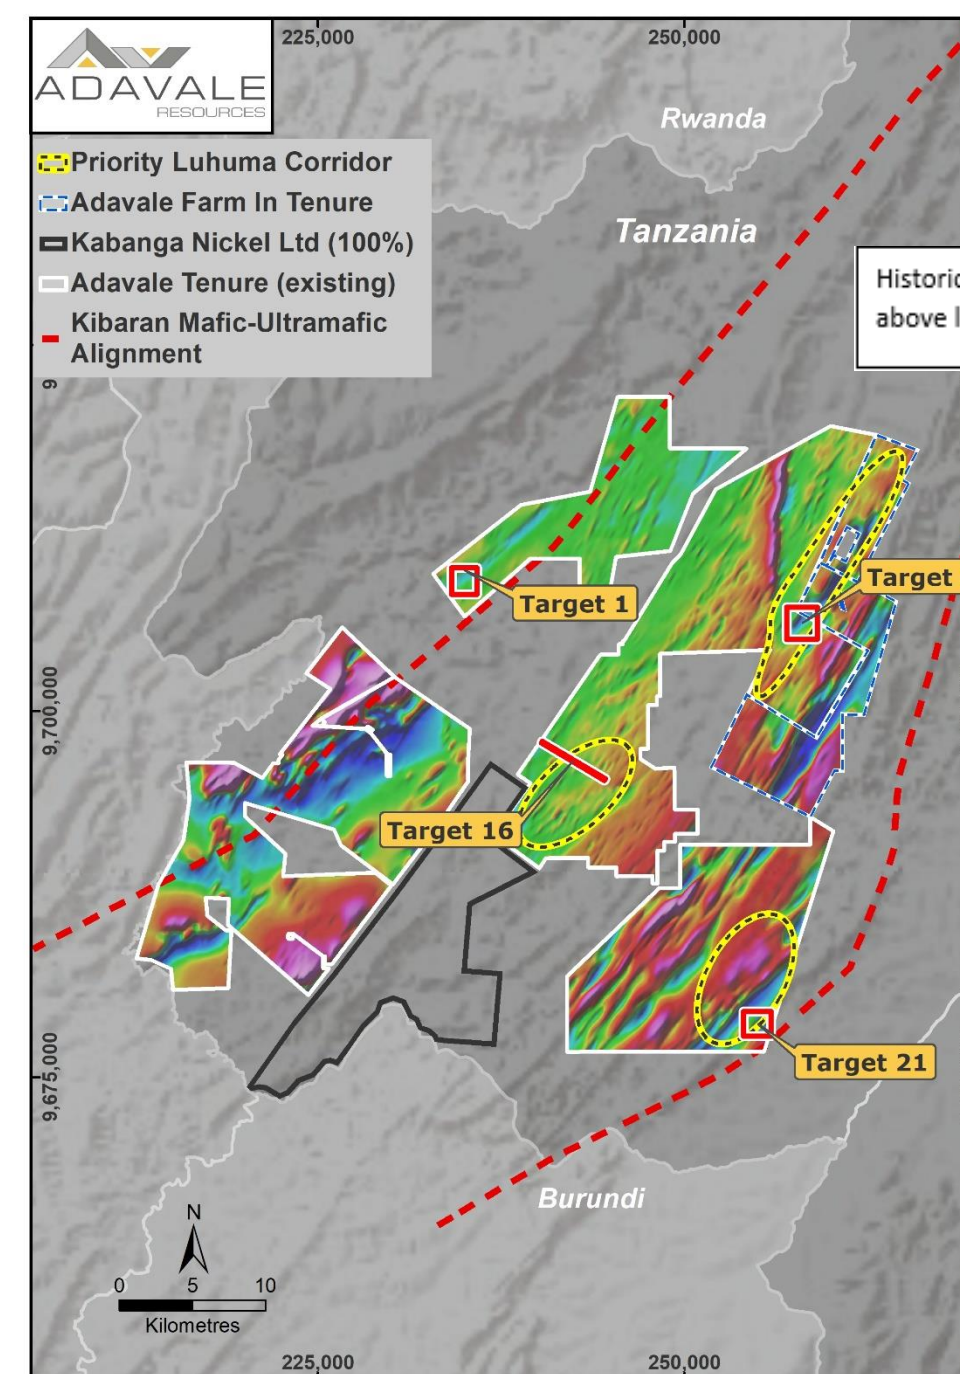 225,000
250,000
ADAVALE
RESOURCES
Rwanda
Priority Luhuma Corridor
Adavale Farm In Tenure
Tanzania
Kabanga Nickel Ltd (100%)
Adavale Tenure (existing)
Kibaran Mafic-Ultramafic
Alignment
above
9
Target
Target 1
9,700,000
Target 16
Target 21
9,675,000
Burundi
N
0 5 10
Kilometres
225,000
250,000